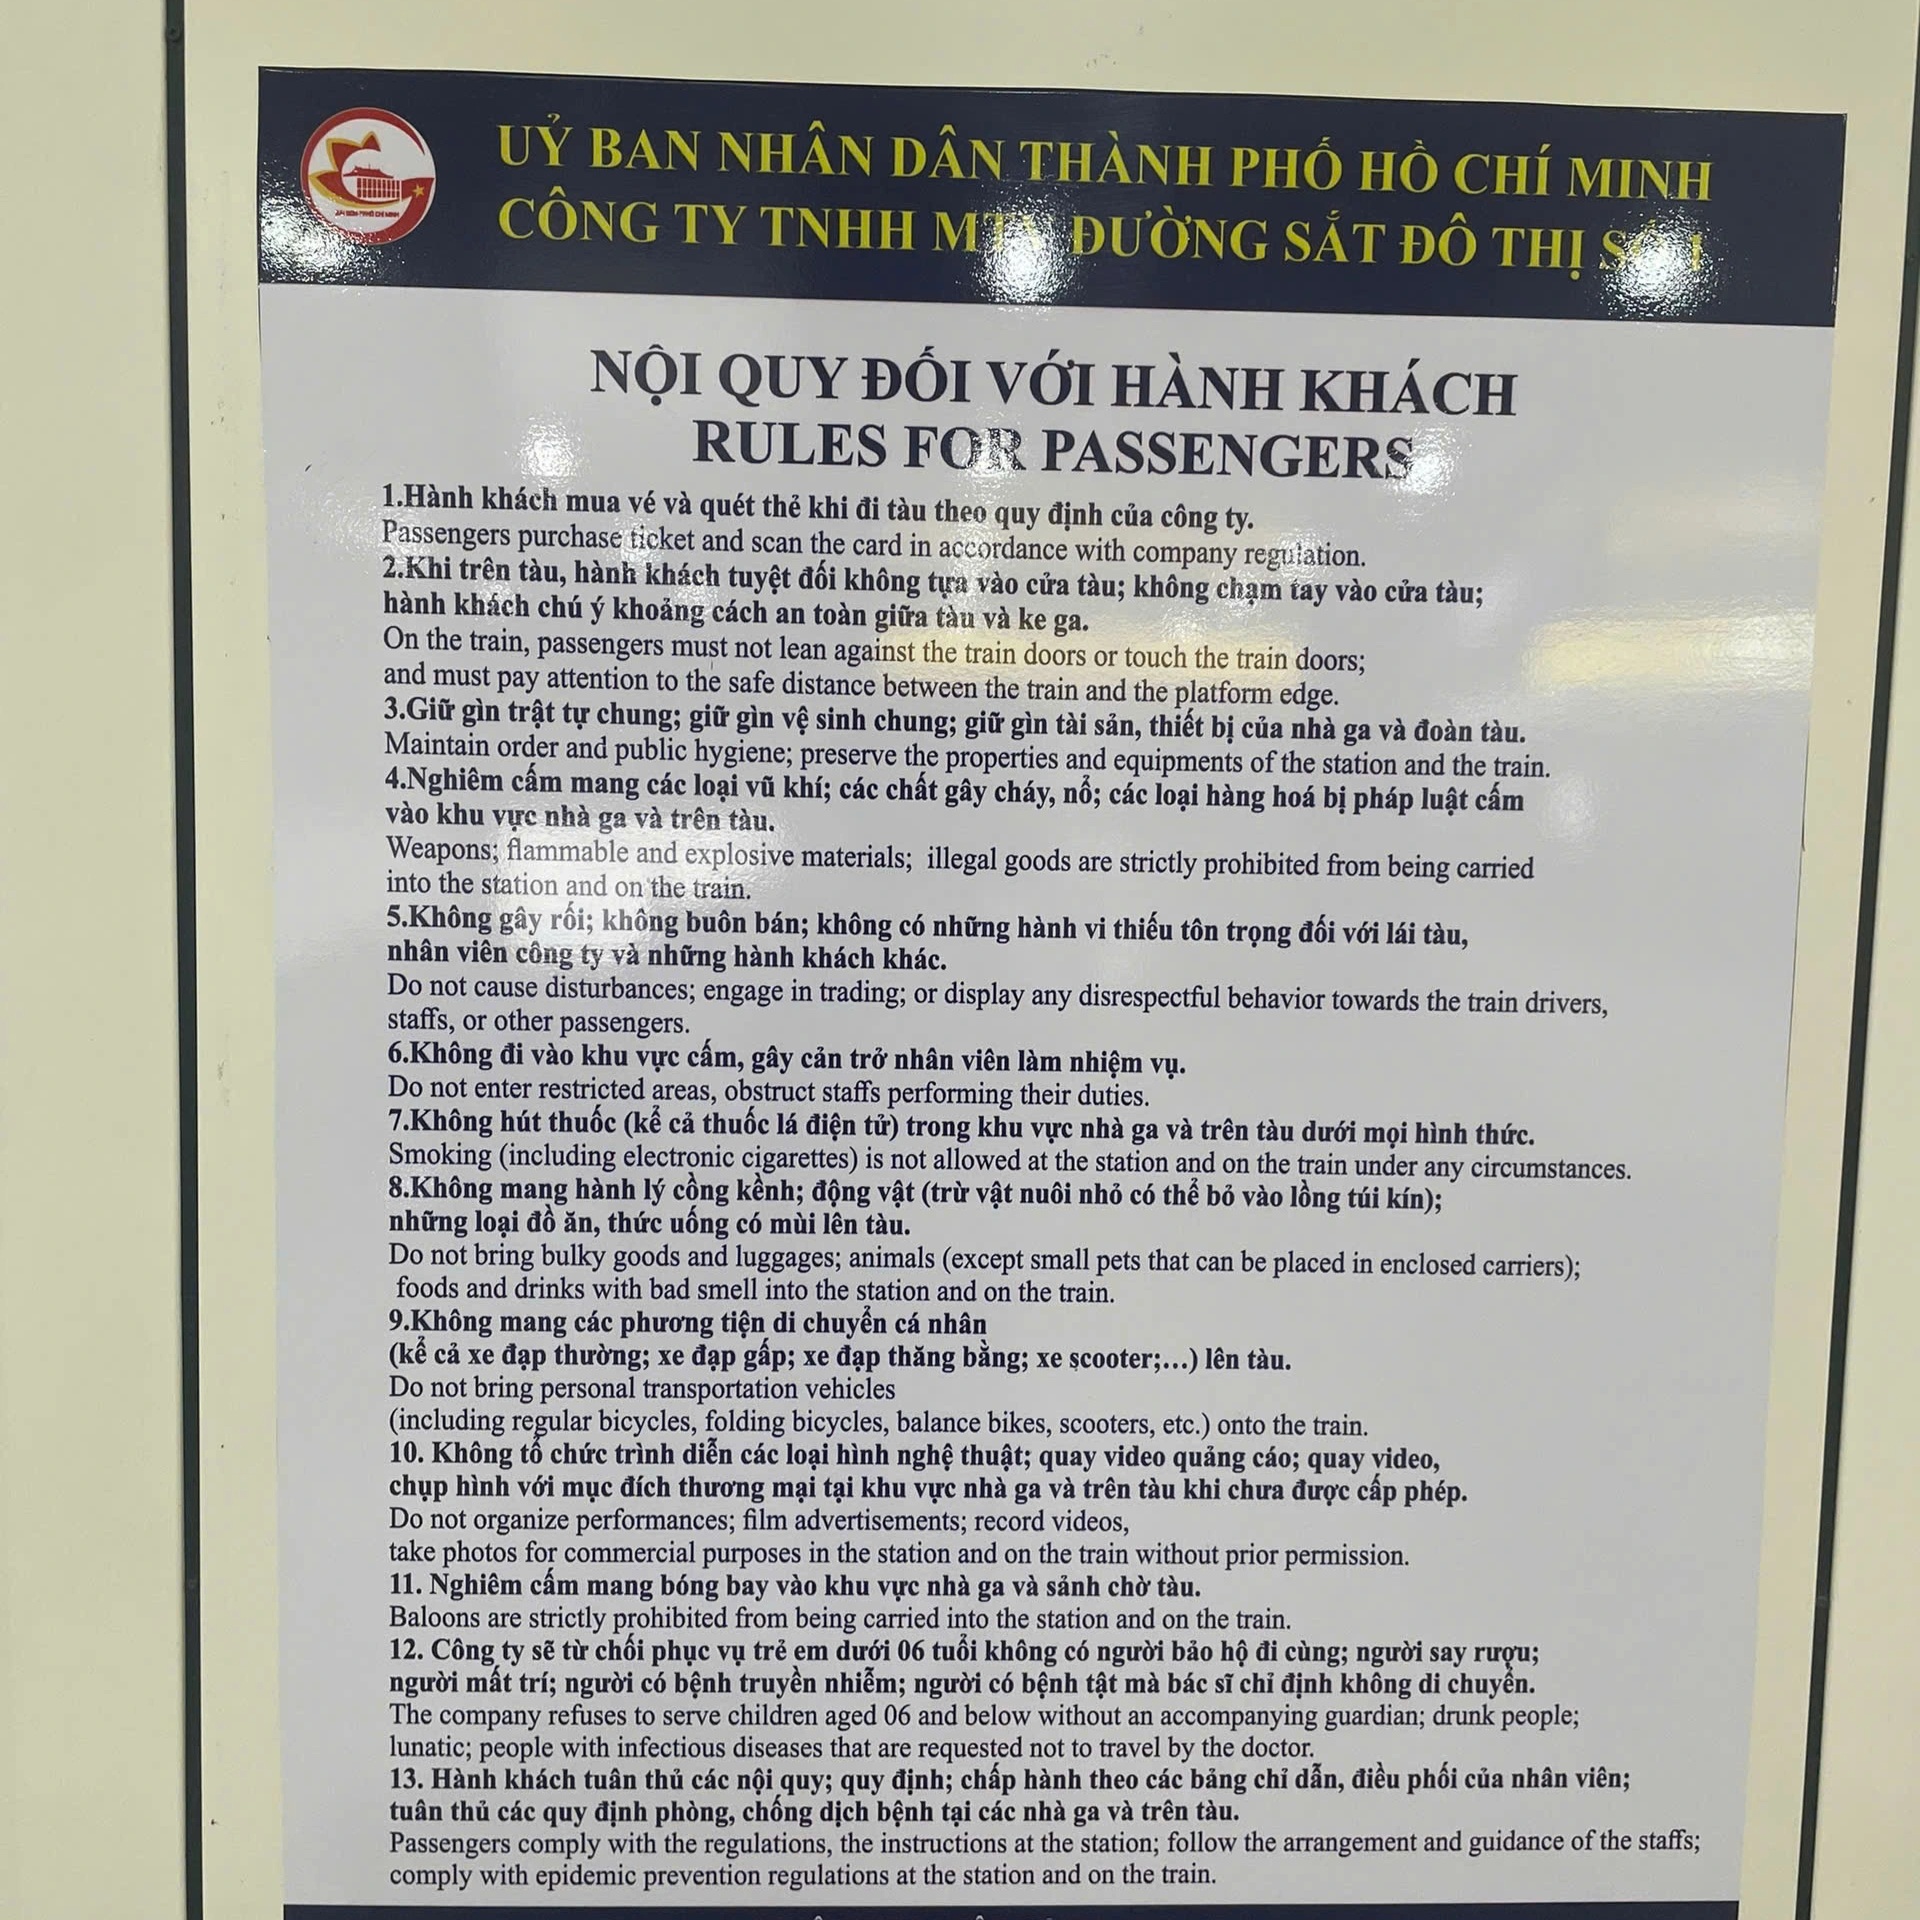 UỶ BAN NHÂN DÂN THÀNH PHỐ HỒ CHÍ MINH
CÔNG TY TNHH MTV ĐƯỜNG SẮT ĐÔ THỊ SỐ 1
NỘI QUY ĐỐI VỚI HÀNH KHÁCH
RULES FOR PASSENGERS
1.Hành khách mua vé và quét thẻ khi đi tàu theo quy định của công ty.
Passengers purchase ticket and scan the card in accordance with company regulation.
2.Khi trên tàu, hành khách tuyệt đối không tựa vào cửa tàu; không chạm tay vào cửa tàu;
hành khách chú ý khoảng cách an toàn giữa tàu và ke ga.
On the train, passengers must not lean against the train doors or touch the train doors;
and must pay attention to the safe distance between the train and the platform edge.
3.Giữ gìn trật tự chung; giữ gìn vệ sinh chung; giữ gìn tài sản, thiết bị của nhà ga và đoàn tàu.
Maintain order and public hygiene; preserve the properties and equipments of the station and the train.
4.Nghiêm cấm mang các loại vũ khí; các chất gây cháy, nổ; các loại hàng hoá bị pháp luật cấm
vào khu vực nhà ga và trên tàu.
Weapons; flammable and explosive materials; illegal goods are strictly prohibited from being carried
into the station and on the train.
5.Không gây rối; không buôn bán; không có những hành vi thiếu tôn trọng đối với lái tàu,
nhân viên công ty và những hành khách khác.
Do not cause disturbances; engage in trading; or display any disrespectful behavior towards the train drivers,
staffs, or other passengers.
6.Không đi vào khu vực cấm, gây cản trở nhân viên làm nhiệm vụ.
Do not enter restricted areas, obstruct staffs performing their duties.
7.Không hút thuốc (kể cả thuốc lá điện tử) trong khu vực nhà ga và trên tàu dưới mọi hình thức.
Smoking (including electronic cigarettes) is not allowed at the station and on the train under any circumstances.
8.Không mang hành lý cồng kềnh; động vật (trừ vật nuôi nhỏ có thể bỏ vào lồng túi kín);
những loại đồ ăn, thức uống có mùi lên tàu.
Do not bring bulky goods and luggages; animals (except small pets that can be placed in enclosed carriers);
foods and drinks with bad smell into the station and on the train.
9.Không mang các phương tiện di chuyển cá nhân
(kể cả xe đạp thường; xe đạp gấp; xe đạp thăng bằng; xe scooter;...) lên tàu.
Do not bring personal transportation vehicles
(including regular bicycles, folding bicycles, balance bikes, scooters, etc.) onto the train.
10. Không tổ chức trình diễn các loại hình nghệ thuật; quay video quảng cáo; quay video,
chụp hình với mục đích thương mại tại khu vực nhà ga và trên tàu khi chưa được cấp phép.
Do not organize performances; film advertisements; record videos,
take photos for commercial purposes in the station and on the train without prior permission.
11. Nghiêm cấm mang bóng bay vào khu vực nhà ga và sảnh chờ tàu.
Baloons are strictly prohibited from being carried into the station and on the train.
12. Công ty sẽ từ chối phục vụ trẻ em dưới 06 tuổi không có người bảo hộ đi cùng; người say rượu;
người mất trí; người có bệnh truyền nhiễm; người có bệnh tật mà bác sĩ chỉ định không di chuyển.
The company refuses to serve children aged 06 and below without an accompanying guardian; drunk people;
lunatic; people with infectious diseases that are requested not to travel by the doctor.
13. Hành khách tuân thủ các nội quy; quy định; chấp hành theo các bảng chỉ dẫn, điều phối của nhân viên;
tuân thủ các quy định phòng, chống dịch bệnh tại các nhà ga và trên tàu.
Passengers comply with the regulations, the instructions at the station; follow the arrangement and guidance of the staffs;
comply with epidemic prevention regulations at the station and on the train.